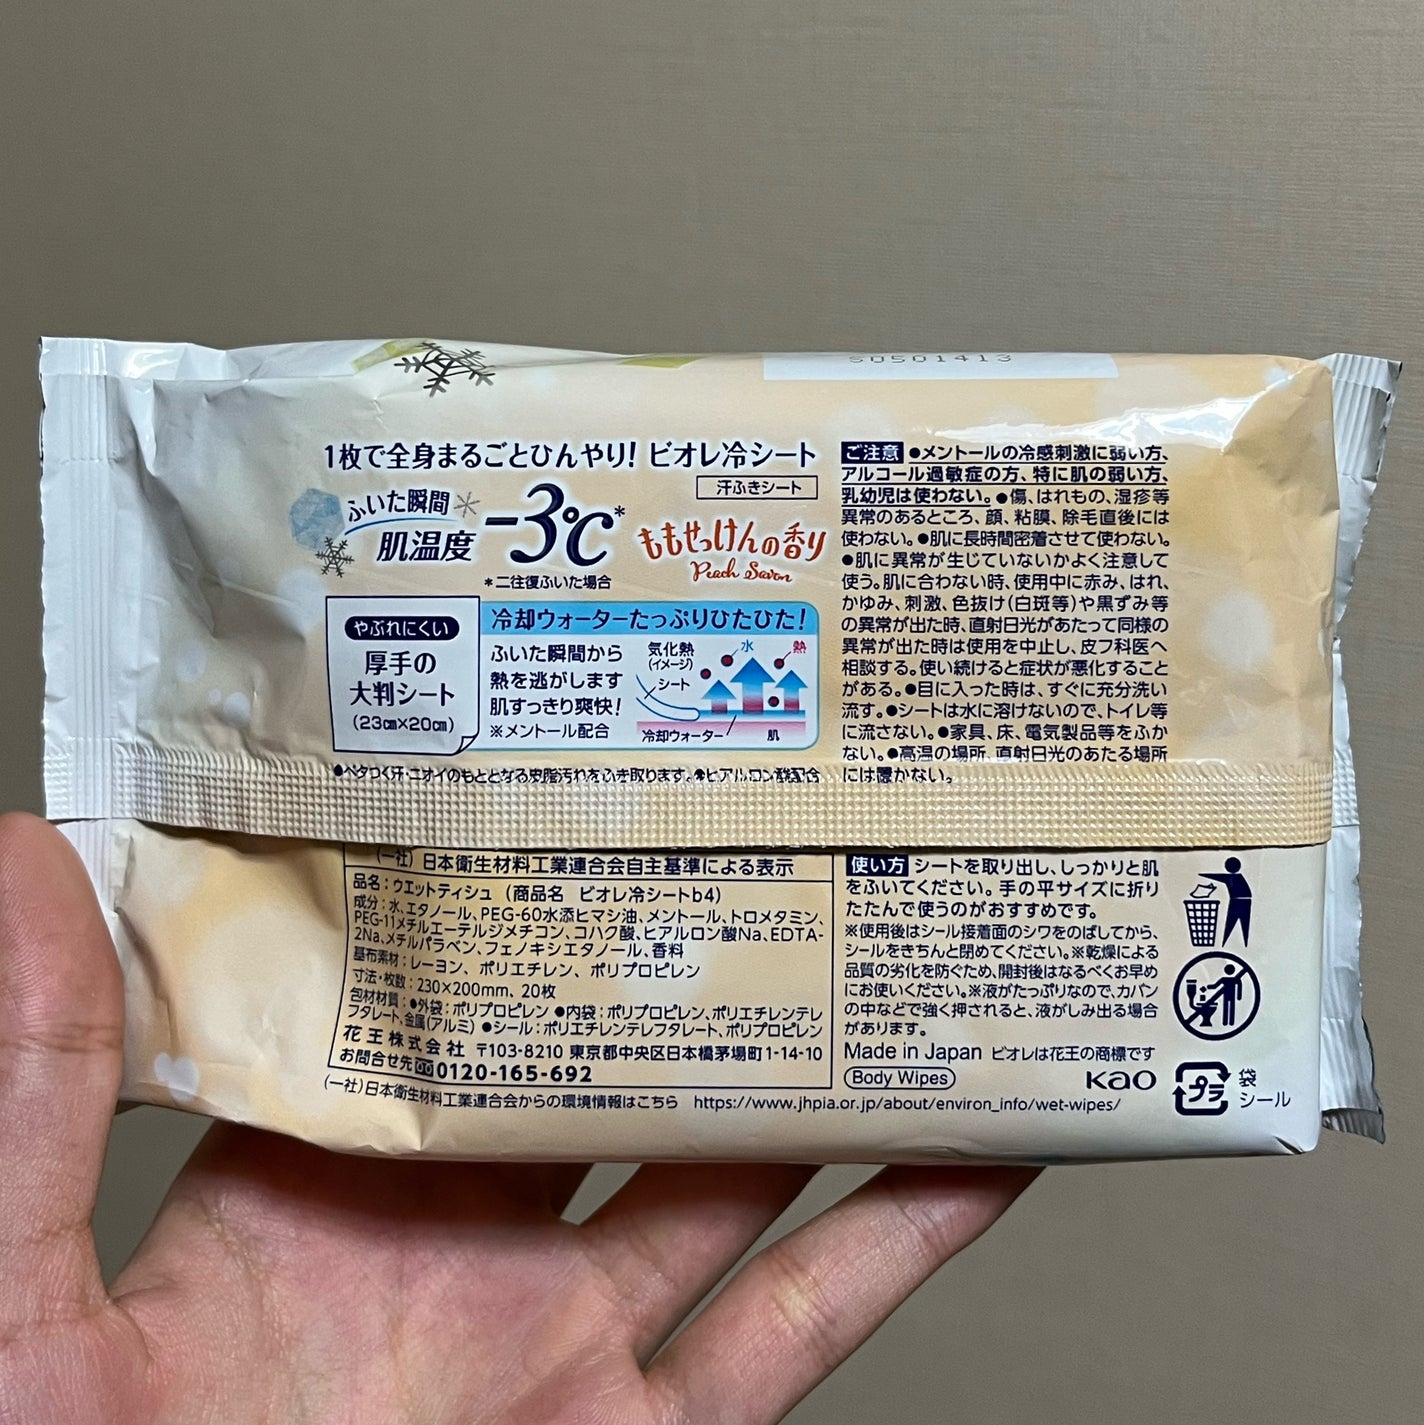 S0501413
1枚で全身まるごとひんやり! ビオレ冷シート
汗ふきシート
ふいた瞬間
肌温度
-3℃*
*二往復ふいた場合
ももせっけんの香り
Peach Savon
やぶれにくい
厚手の
大判シート
(23㎝×20㎝)
冷却ウォーターたっぷりひたひた!
ふいた瞬間から
熱を逃がします
肌すっきり爽快!
※メントール配合
気化熱
(イメージ)
水
熱
シート
冷却ウォーター
肌
●ベタつく汗・ニオイのもととなる皮脂汚れをふき取ります。●ヒアルロン酸配合
ご注意 ●メントールの冷感刺激に弱い方、
アルコール過敏症の方、特に肌の弱い方、
乳幼児は使わない。●傷、はれもの、湿疹等
異常のあるところ、顔、粘膜、除毛直後には
使わない。●肌に長時間密着させて使わない。
●肌に異常が生じていないかよく注意して
使う。肌に合わない時、使用中に赤み、はれ、
かゆみ、刺激、色抜け(白斑等)や黒ずみ等
の異常が出た時、直射日光があたって同様の
異常が出た時は使用を中止し、皮フ科医へ
相談する。使い続けると症状が悪化すること
がある。●目に入った時は、すぐに充分洗い
流す。●シートは水に溶けないので、トイレ等
に流さない。●家具、床、電気製品等をふか
ない。●高温の場所、直射日光のあたる場所
には置かない。
(一社) 日本衛生材料工業連合会自主基準による表示
品名:ウエットティシュ (商品名 ビオレ冷シートb4)
成分:水、エタノール、PEG-60水添ヒマシ油、メントール、トロメタミン、
PEG-11メチルエーテルジメチコン、コハク酸、ヒアルロン酸Na、EDTA-
2Na、メチルパラベン、フェノキシエタノール、香料
基布素材:レーヨン、ポリエチレン、ポリプロピレン
寸法・枚数:230×200mm、20枚
包材材質:●外袋:ポリプロピレン ●内袋:ポリプロピレン、ポリエチレンテレ
フタレート、金属(アルミ) ●シール:ポリエチレンテレフタレート、ポリプロピレン
花王株式会社 〒103-8210 東京都中央区日本橋茅場町1-14-10
お問合せ先 0120-165-692
(一社)日本衛生材料工業連合会からの環境情報はこちら https://www.jhpia.or.jp/about/environ_info/wet-wipes/
使い方 シートを取り出し、しっかりと肌
をふいてください。手の平サイズに折り
たたんで使うのがおすすめです。
※使用後はシール接着面のシワをのばしてから、
シールをきちんと閉めてください。※乾燥による
品質の劣化を防ぐため、開封後はなるべくお早め
にお使いください。※液がたっぷりなので、カバン
の中などで強く押されると、液がしみ出る場合
があります。
Made in Japan ビオレは花王の商標です
Body Wipes
Kao
プラ
袋
シール